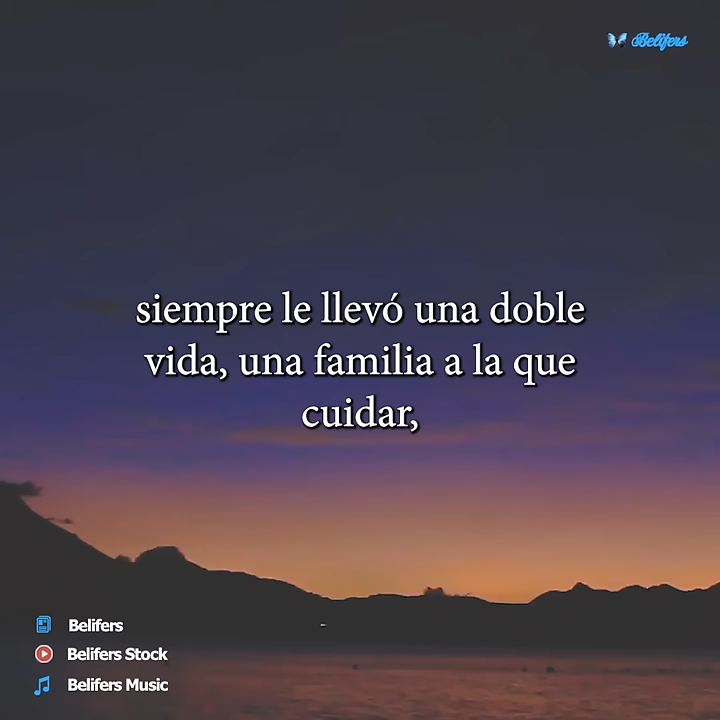 Belifers
siempre le llevó una doble
vida, una familia a la que
cuidar,
Belifers
Belifers Stock
Belifers Music